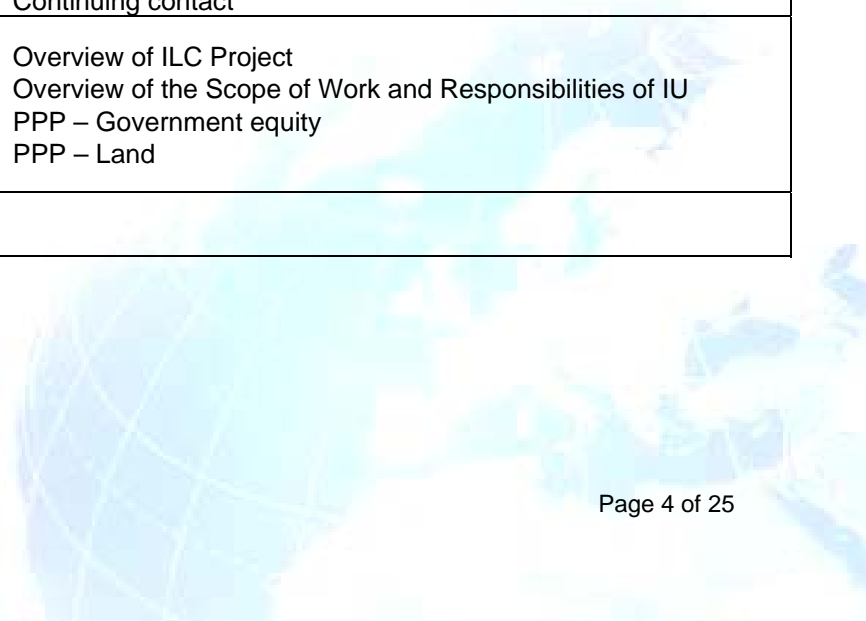 Continuing contact
Overview of ILC Project
Overview of the Scope of Work and Responsibilities of IU
PPP – Government equity
PPP – Land
Page 4 of 25